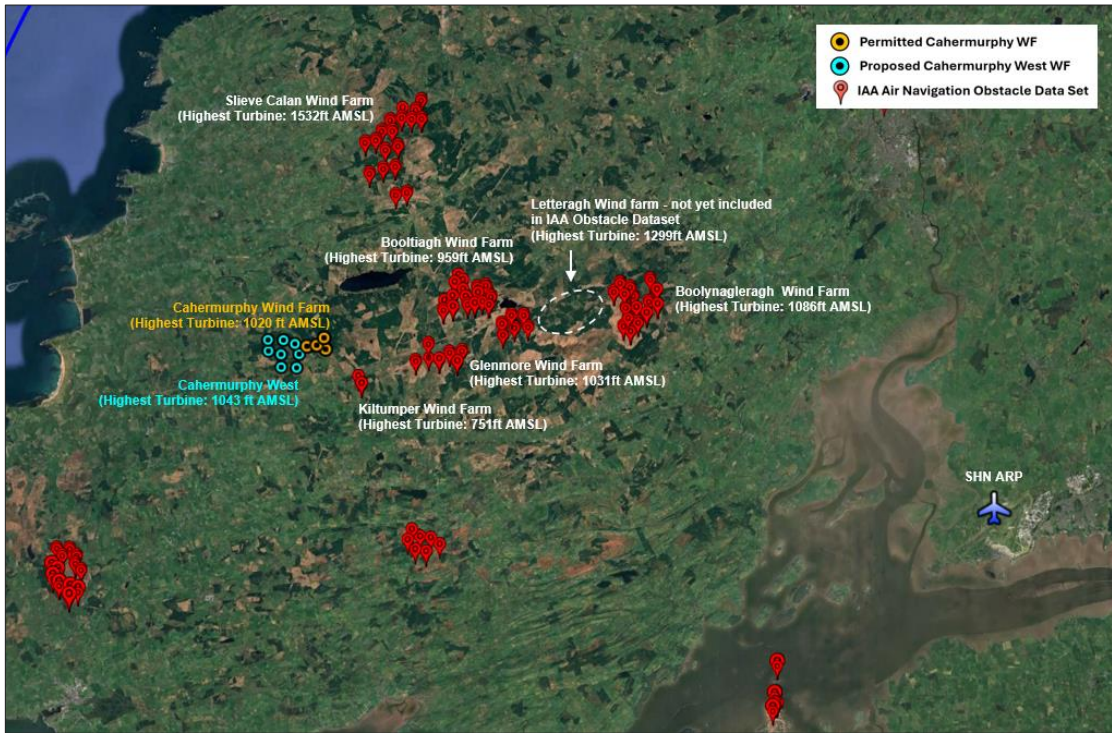 Permitted Cahermurphy WF
Proposed Cahermurphy West WF
IAA Air Navigation Obstacle Data Set
Slieve Calan Wind Farm
(Highest Turbine: 1532ft AMSL)
Letteragh Wind farm - not yet included
in IAA Obstacle Dataset
(Highest Turbine: 1299ft AMSL)
Booltiagh Wind Farm
(Highest Turbine: 959ft AMSL)
Boolynagleragh Wind Farm
(Highest Turbine: 1086ft AMSL)
Cahermurphy Wind Farm
(Highest Turbine: 1020 ft AMSL)
Glenmore Wind Farm
(Highest Turbine: 1031ft AMSL)
Cahermurphy West
(Highest Turbine: 1043 ft AMSL)
Kiltumper Wind Farm
(Highest Turbine: 751ft AMSL)
SHN ARP